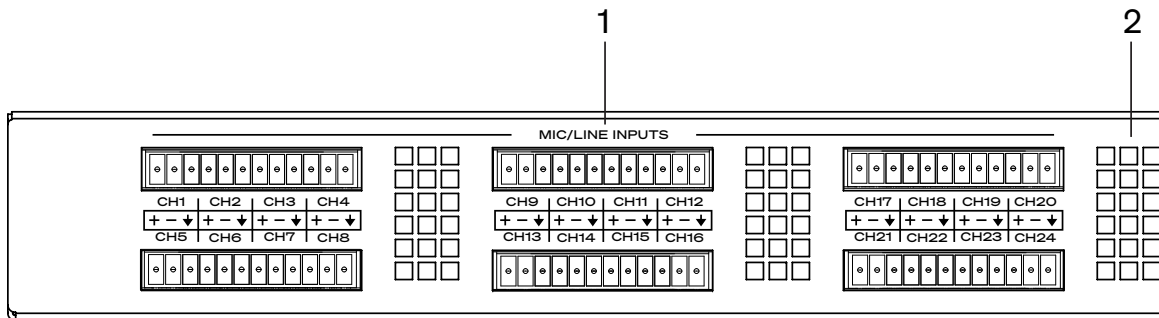 1 2
MIC/LINE INPUTS
CH1 CH2 CH3 CH4 CH9 CH10 CH11 CH12 CH17 CH18 CH19 CH20
+ - ↓ + - ↓ + - ↓ + - ↓ + - ↓ + - ↓ + - ↓ + - ↓ + - ↓ + - ↓ + - ↓ + - ↓
CH5 CH6 CH7 CH8 CH13 CH14 CH15 CH16 CH21 CH22 CH23 CH24